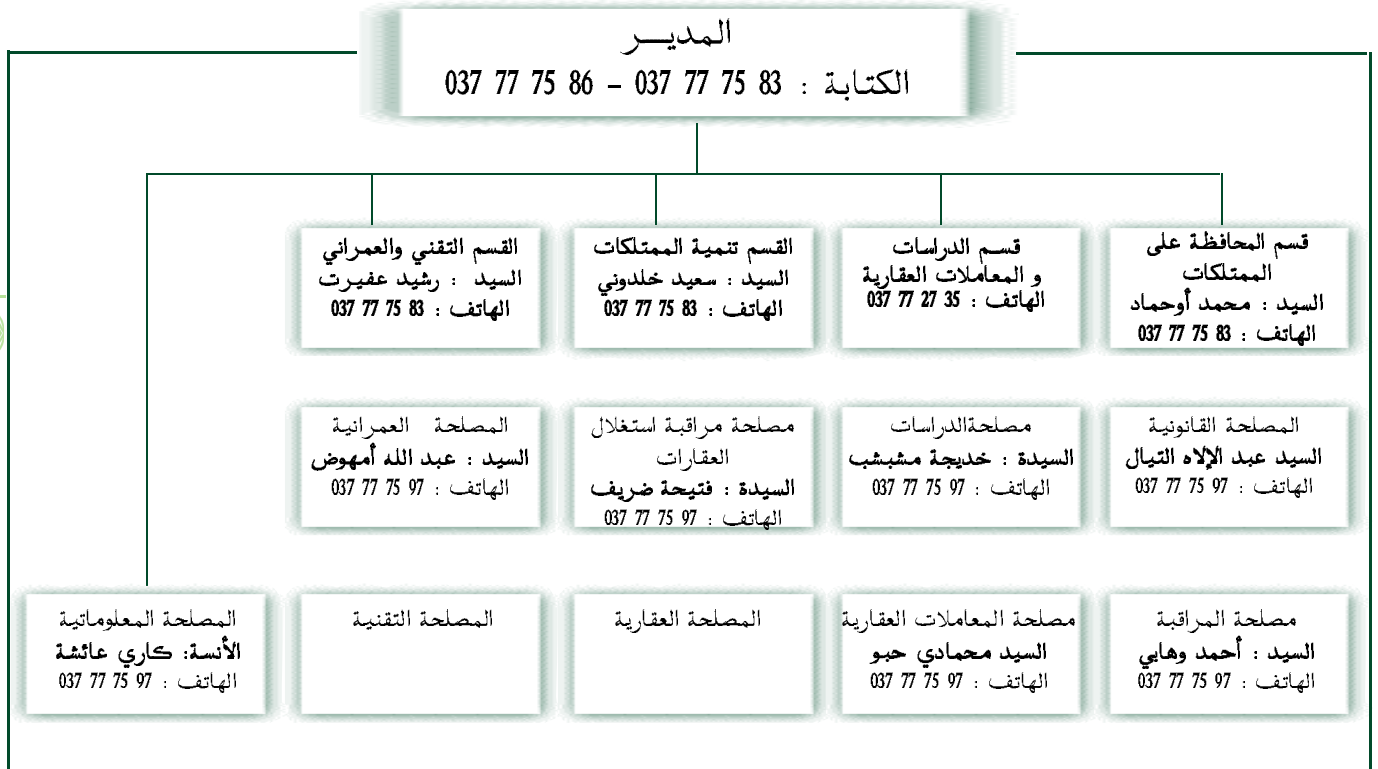 المديـــر
الكتابة : 83 75 77 037 – 86 75 77 037
قسم المحافظة على
الممتلكات
السيد : محمد أوحماد
الهاتف : 83 75 77 037
قسم الدراسات
و المعاملات العقارية
الهاتف : 35 27 77 037
القسم تنمية الممتلكات
السيد : سعيد خلدوني
الهاتف : 83 75 77 037
القسم التقني والعمراني
السيد : رشيد عفيرت
الهاتف : 83 75 77 037
المصلحة القانونية
السيد عبد الإلاه التيال
الهاتف : 97 75 77 037
مصلحةالدراسات
السيدة : خديجة مشبشب
الهاتف : 97 75 77 037
مصلحة مراقبة استغلال
العقارات
السيدة : فتيحة ضريف
الهاتف : 97 75 77 037
المصلحة العمرانية
السيد : عبد الله أمهوض
الهاتف : 97 75 77 037
مصلحة المراقبة
السيد : أحمد وهابي
الهاتف : 97 75 77 037
مصلحة المعاملات العقارية
السيد محمادي حبو
الهاتف : 97 75 77 037
المصلحة العقارية
المصلحة التقنية
المصلحة المعلوماتية
الأنسة: كاري عائشة
الهاتف : 97 75 77 037